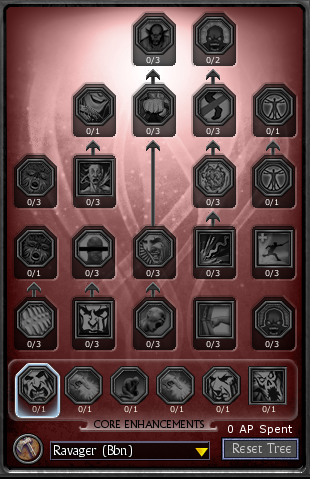 0/3 0/2
0/1 0/3 0/3 0/1
0/3 0/3 0/3 0/3
0/1 0/3 0/3 0/3 0/3
0/3 0/3 0/3 0/3 0/3
0/1 0/1 0/1 0/1 0/1 0/1
CORE ENHANCEMENTS
0 AP Spent
Ravager (Bbn)
Reset Tree